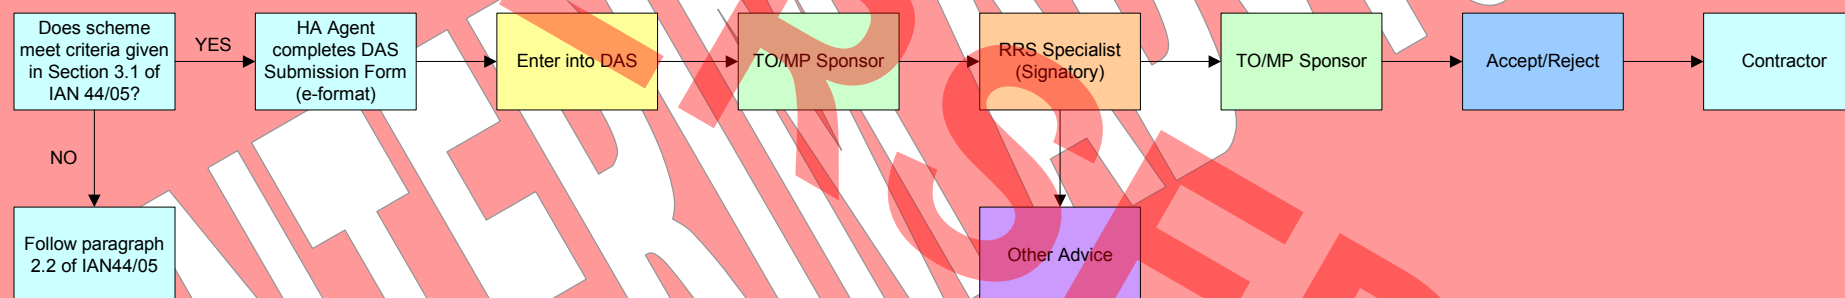 Does scheme
meet criteria given
in Section 3.1 of
IAN 44/05?
YES
HA Agent
completes DAS
Submission Form
(e-format)
Enter into DAS
TO/MP Sponsor
RRS Specialist
(Signatory)
TO/MP Sponsor
Accept/Reject
Contractor
NO
Follow paragraph
2.2 of IAN44/05
Other Advice